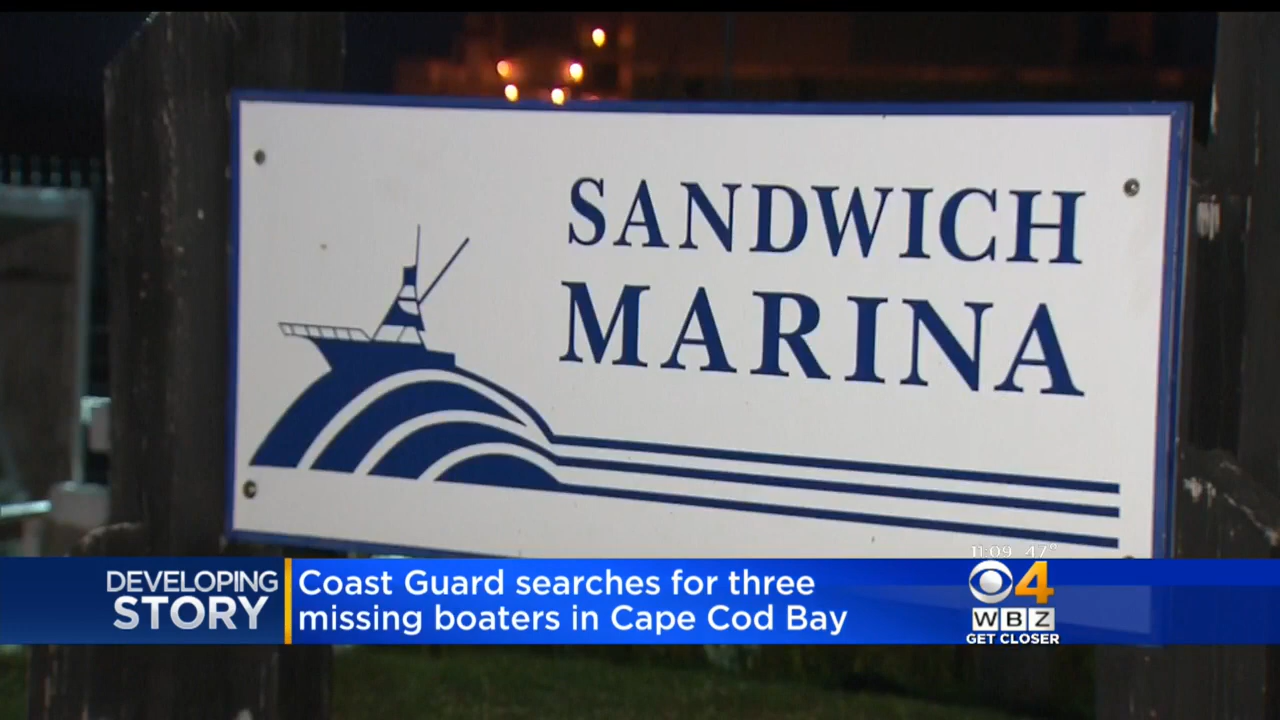 SANDWICH
MARINA
11:09 47°
DEVELOPING
STORY
Coast Guard searches for three
missing boaters in Cape Cod Bay
4
WBZ
GET CLOSER